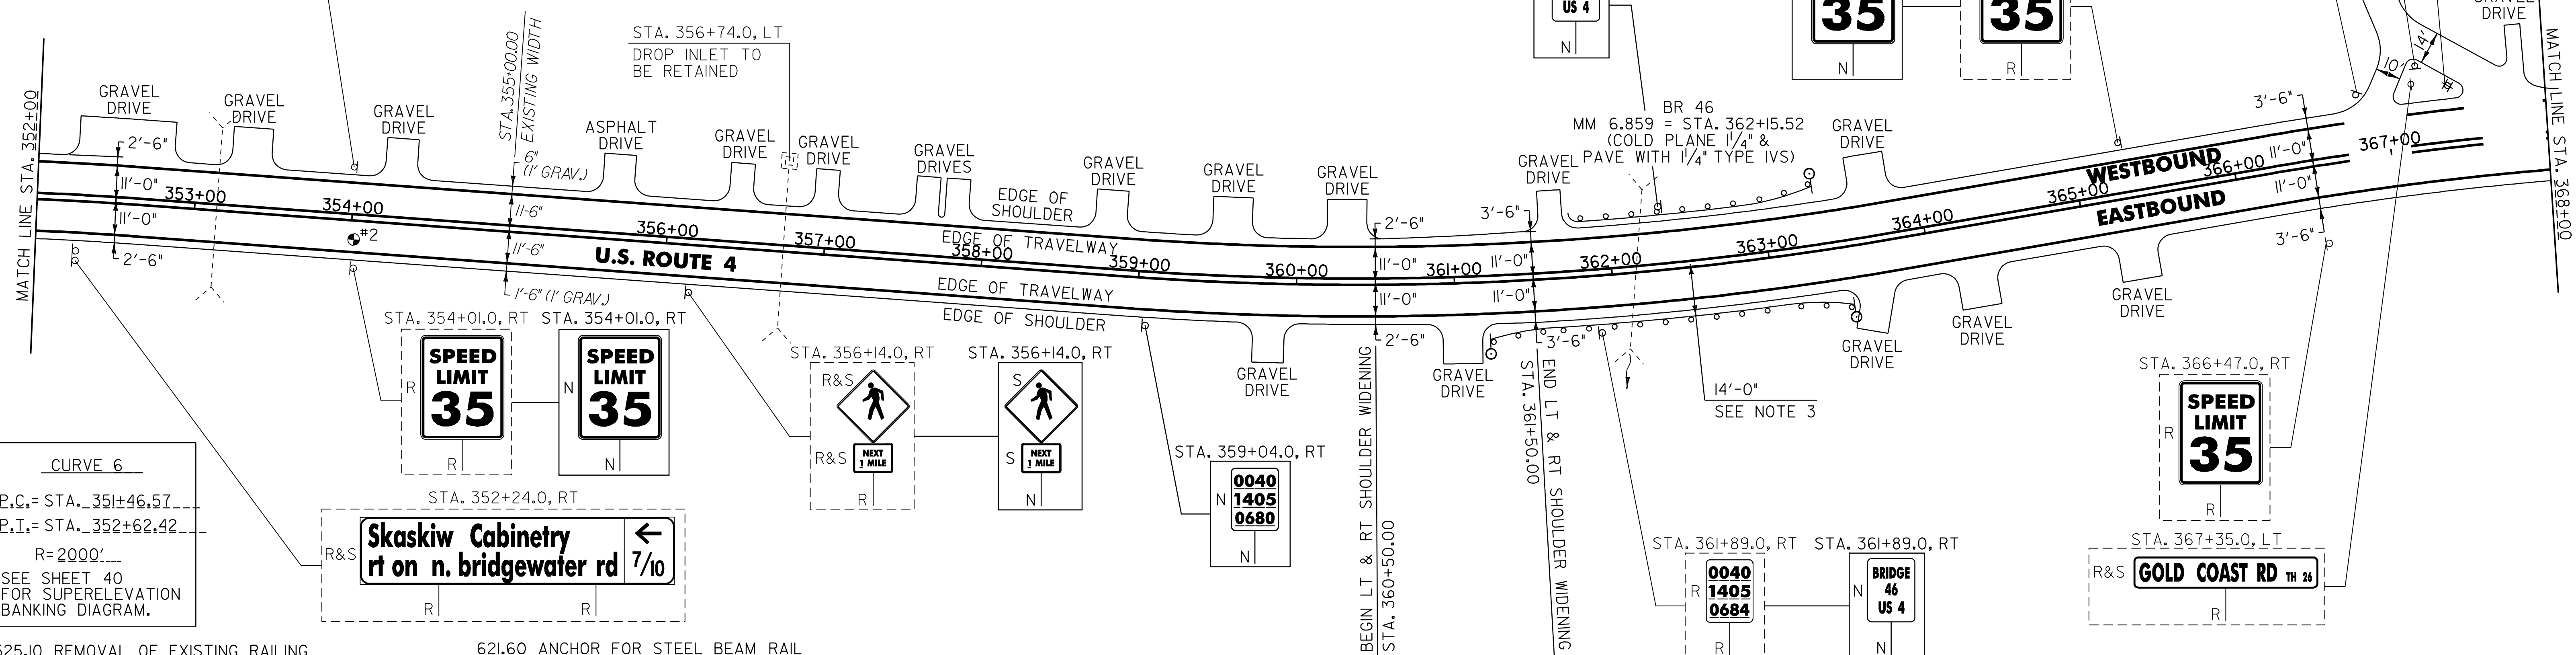 MATCH LINE STA. 352+00
GRAVEL
DRIVE
GRAVEL
DRIVE
GRAVEL
DRIVE
STA.355+00.00
EXISTING WIDTH
6"
(1' GRAV.)
ASPHALT
DRIVE
STA. 356+74.0, LT
DROP INLET TO
BE RETAINED
GRAVEL
DRIVE
GRAVEL
DRIVE
GRAVEL
DRIVES
EDGE OF
SHOULDER
GRAVEL
DRIVE
GRAVEL
DRIVE
GRAVEL
DRIVE
US 4
N
BR 46
MM 6.859 = STA. 362+15.52
(COLD PLANE 1 1/4" &
PAVE WITH 1 1/4" TYPE IVS)
GRAVEL
DRIVE
GRAVEL
DRIVE
35
N
35
R
14'
10'
GRAVEL
DRIVE
MATCH LINE STA. 368+00
2'-6"
11'-0"
11'-0"
2'-6"
353+00
354+00
#2
11'-6"
11'-6"
1'-6" (1' GRAV.)
356+00
357+00
358+00
359+00
360+00
361+00
362+00
363+00
364+00
365+00
366+00
367+00
U.S. ROUTE 4
EDGE OF TRAVELWAY
EDGE OF TRAVELWAY
EDGE OF SHOULDER
2'-6"
11'-0"
11'-0"
2'-6"
3'-6"
11'-0"
11'-0"
3'-6"
WESTBOUND
EASTBOUND
3'-6"
11'-0"
11'-0"
3'-6"
GRAVEL
DRIVE
GRAVEL
DRIVE
GRAVEL
DRIVE
GRAVEL
DRIVE
GRAVEL
DRIVE
14'-0"
SEE NOTE 3
BEGIN LT & RT SHOULDER WIDENING
STA. 360+50.00
END LT & RT SHOULDER WIDENING
STA. 361+50.00
STA. 354+01.0, RT
R
SPEED
LIMIT
35
R
STA. 354+01.0, RT
N
SPEED
LIMIT
35
N
STA. 356+14.0, RT
R&S
R&S
NEXT
1 MILE
R
STA. 356+14.0, RT
S
S
NEXT
1 MILE
N
STA. 359+04.0, RT
N
0040
1405
0680
N
STA. 361+89.0, RT
R
0040
1405
0684
R
STA. 361+89.0, RT
N
BRIDGE
46
US 4
N
STA. 366+47.0, RT
R
SPEED
LIMIT
35
R
STA. 367+35.0, LT
R&S
GOLD COAST RD TH 26
R
CURVE 6
P.C.= STA. 351+46.57
P.T.= STA. 352+62.42
R= 2000'
SEE SHEET 40
FOR SUPERELEVATION
BANKING DIAGRAM.
STA. 352+24.0, RT
R&S
Skaskiw Cabinetry
rt on n. bridgewater rd
← 7/10
R
R
525.10 REMOVAL OF EXISTING RAILING
621.60 ANCHOR FOR STEEL BEAM RAIL